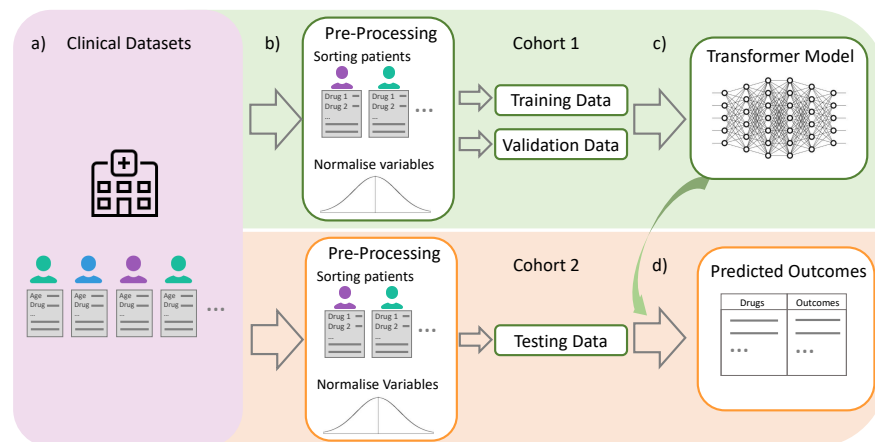 a) Clinical Datasets
Age
Drug
...
Age
Drug
...
Age
Drug
...
Age
Drug
...
...
b) Pre-Processing
Sorting patients
Drug 1
Drug 2
...
Drug 1
Drug 2
...
...
Normalise variables
Cohort 1
Training Data
Validation Data
c) Transformer Model
Pre-Processing
Sorting patients
Drug 1
Drug 2
...
Drug 1
Drug 2
...
...
Normalise Variables
Cohort 2
Testing Data
d) Predicted Outcomes
Drugs Outcomes
... ...